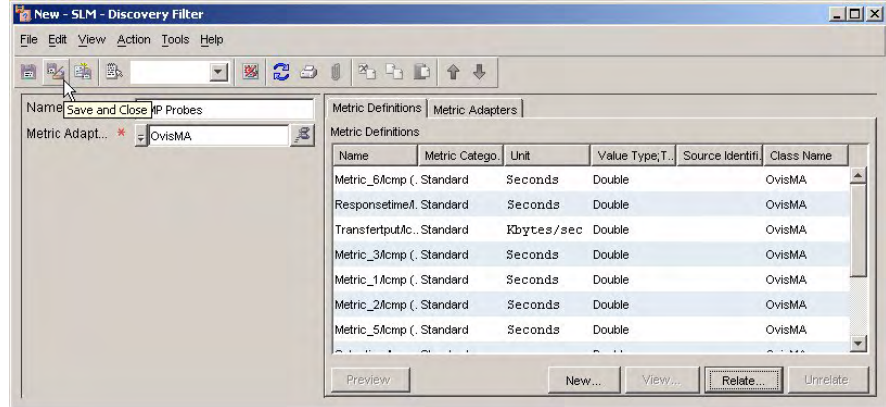 New - SLM - Discovery Filter
File Edit View Action Tools Help
Name
Save and Close
MP Probes
Metric Adapt... * OvisMA
Metric Definitions Metric Adapters
Metric Definitions
Name Metric Catego. Unit Value Type;T.. Source Identifi. Class Name
Metric_6/Icmp (. Standard Seconds Double OvisMA
Responsetime/I. Standard Seconds Double OvisMA
Transfertput/Ic.. Standard Kbytes/sec Double OvisMA
Metric_3/Icmp (. Standard Seconds Double OvisMA
Metric_1/Icmp (. Standard Seconds Double OvisMA
Metric_2/Icmp (. Standard Seconds Double OvisMA
Metric_5/Icmp (. Standard Seconds Double OvisMA
Preview New... View... Relate... Unrelate